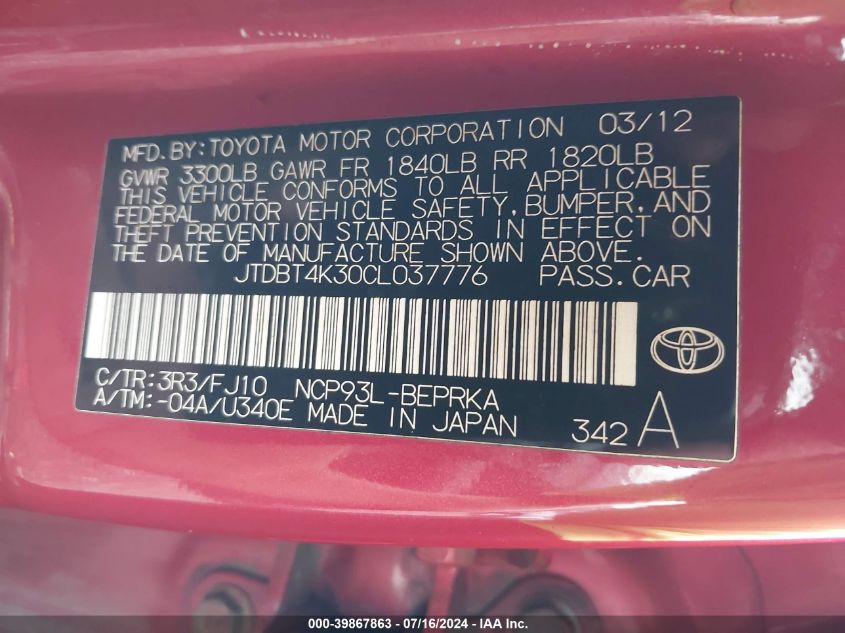 MFD.BY:TOYOTA MOTOR CORPORATION 03/12
GVWR 3300LB GAWR FR 1840LB RR 1820LB
THIS VEHICLE CONFORMS TO ALL APPLICABLE
FEDERAL MOTOR VEHICLE SAFETY,BUMPER,AND
THEFT PREVENTION STANDARDS IN EFFECT ON
THE DATE OF MANUFACTURE SHOWN ABOVE.
JTDBT4K30CL037776 PASS.CAR
C/TR:3R3/FJ10 NCP93L-BEPRKA
A/TM:-04A/U340E MADE IN JAPAN 342 A
000-39867863 - 07/16/2024 - IAA Inc.